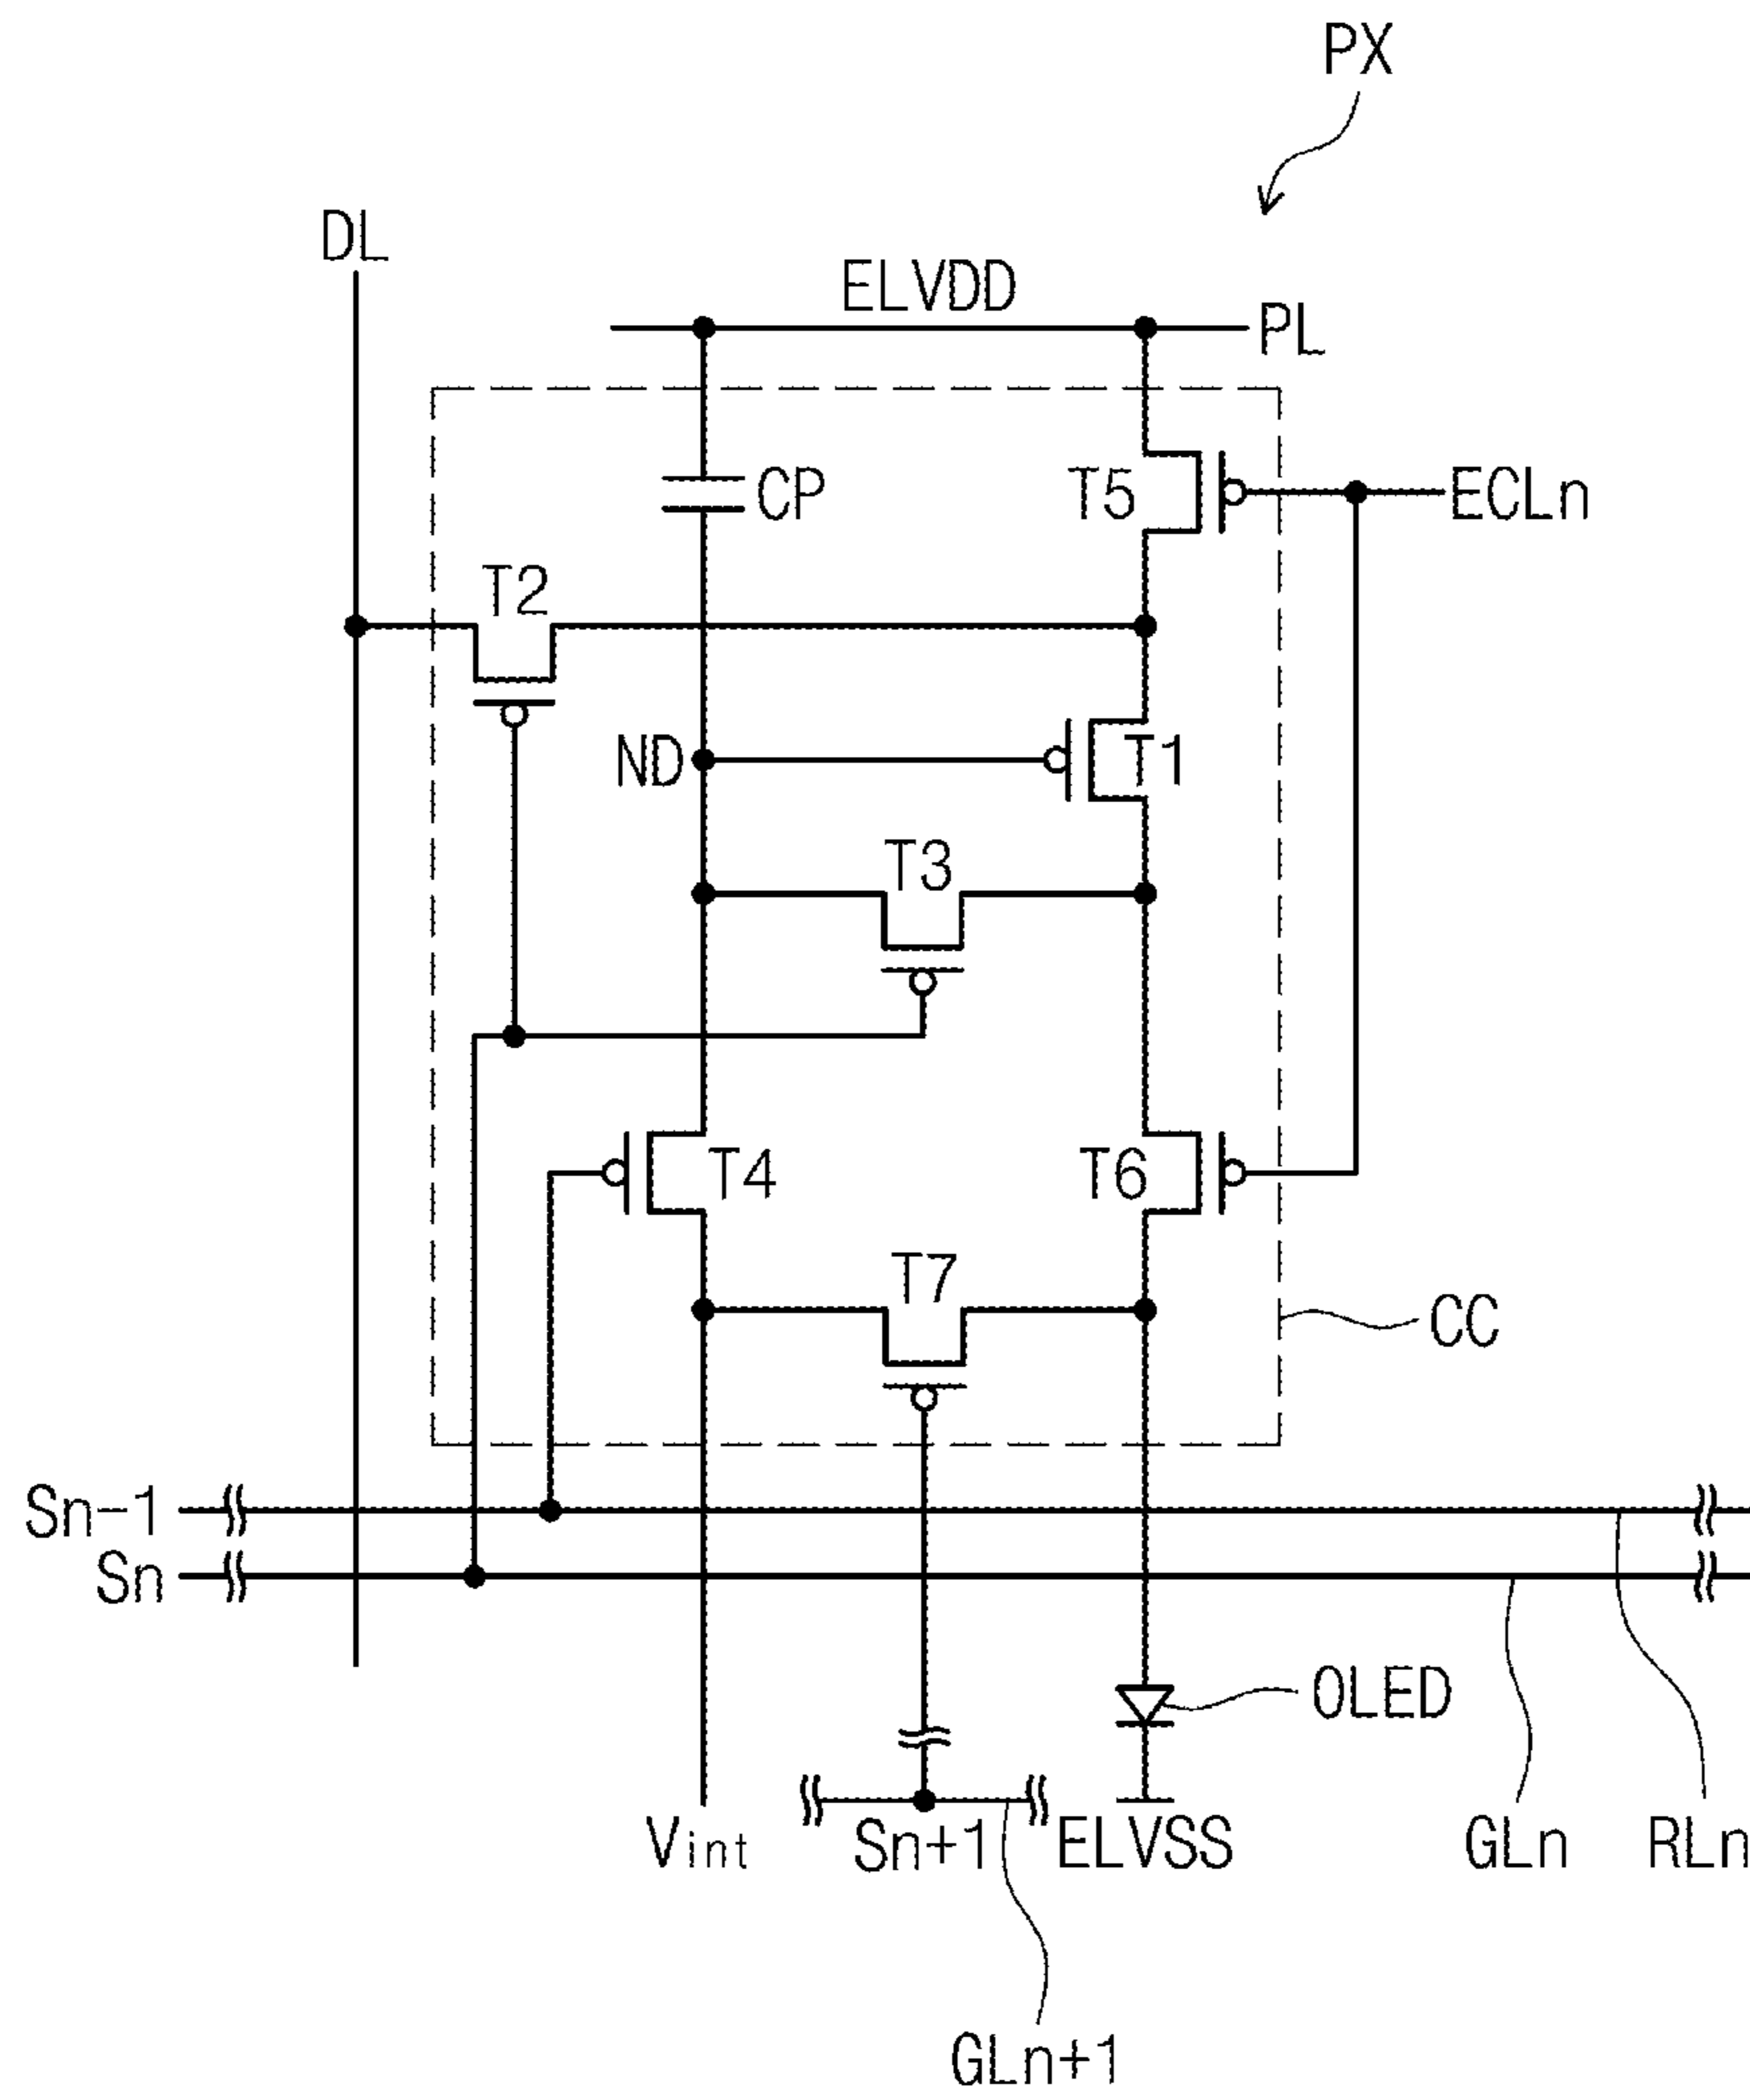 PX
DL
ELVDD
PL
CP
T5
ECLn
T2
ND
T1
T3
T4
T6
T7
CC
Sn-1
Sn
OLED
Vint
Sn+1
ELVSS
GLn
RLn
GLn+1